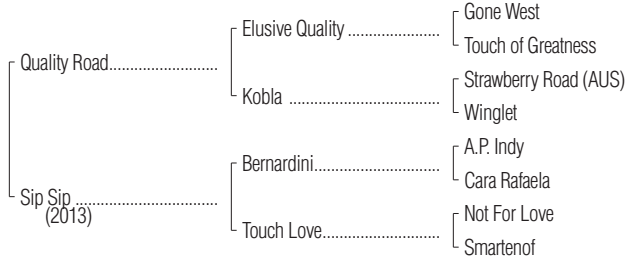 Gone West
Elusive Quality ....................
Touch of Greatness
Quality Road..........................
Strawberry Road (AUS)
Kobla ....................................
Winglet
A.P. Indy
Bernardini..............................
Cara Rafaela
Sip Sip ..................................
(2013)
Not For Love
Touch Love............................
Smartenof